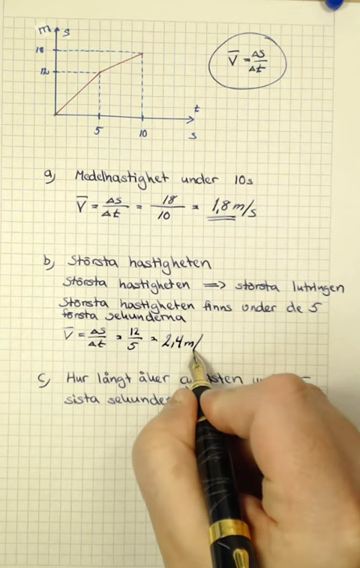 m s
18
12
5 10
t
s
V̄ = Δs/Δt
a) Medelhastighet under 10s
V̄ = Δs/Δt = 18/10 = 1,8 m/s
b) Största hastigheten
Största hastigheten ⇒ största lutningen
Största hastigheten finns under de 5
första sekunderna
V̄ = Δs/Δt = 12/5 = 2,4 m/
c) Hur långt åker
sista